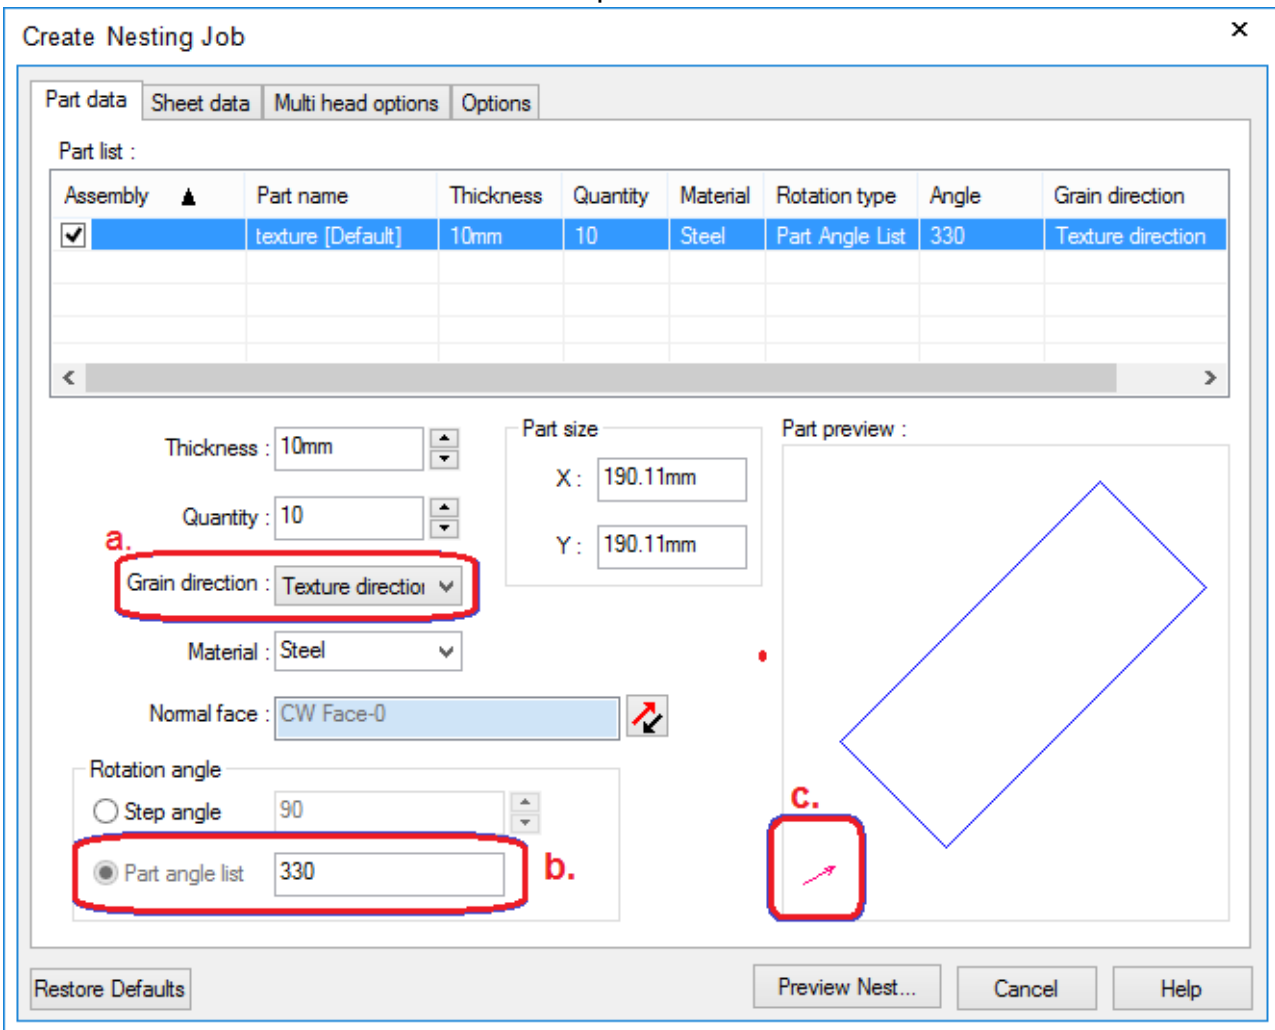 Create Nesting Job
Part data Sheet data Multi head options Options
Part list :
Assembly Part name Thickness Quantity Material Rotation type Angle Grain direction
texture [Default] 10mm 10 Steel Part Angle List 330 Texture direction
Thickness : 10mm
Part size
Part preview :
X : 190.11mm
Quantity : 10
a.
Y : 190.11mm
Grain direction : Texture direction
Material : Steel
Normal face : CW Face-0
Rotation angle
Step angle 90
c.
Part angle list 330
b.
Restore Defaults Preview Nest... Cancel Help